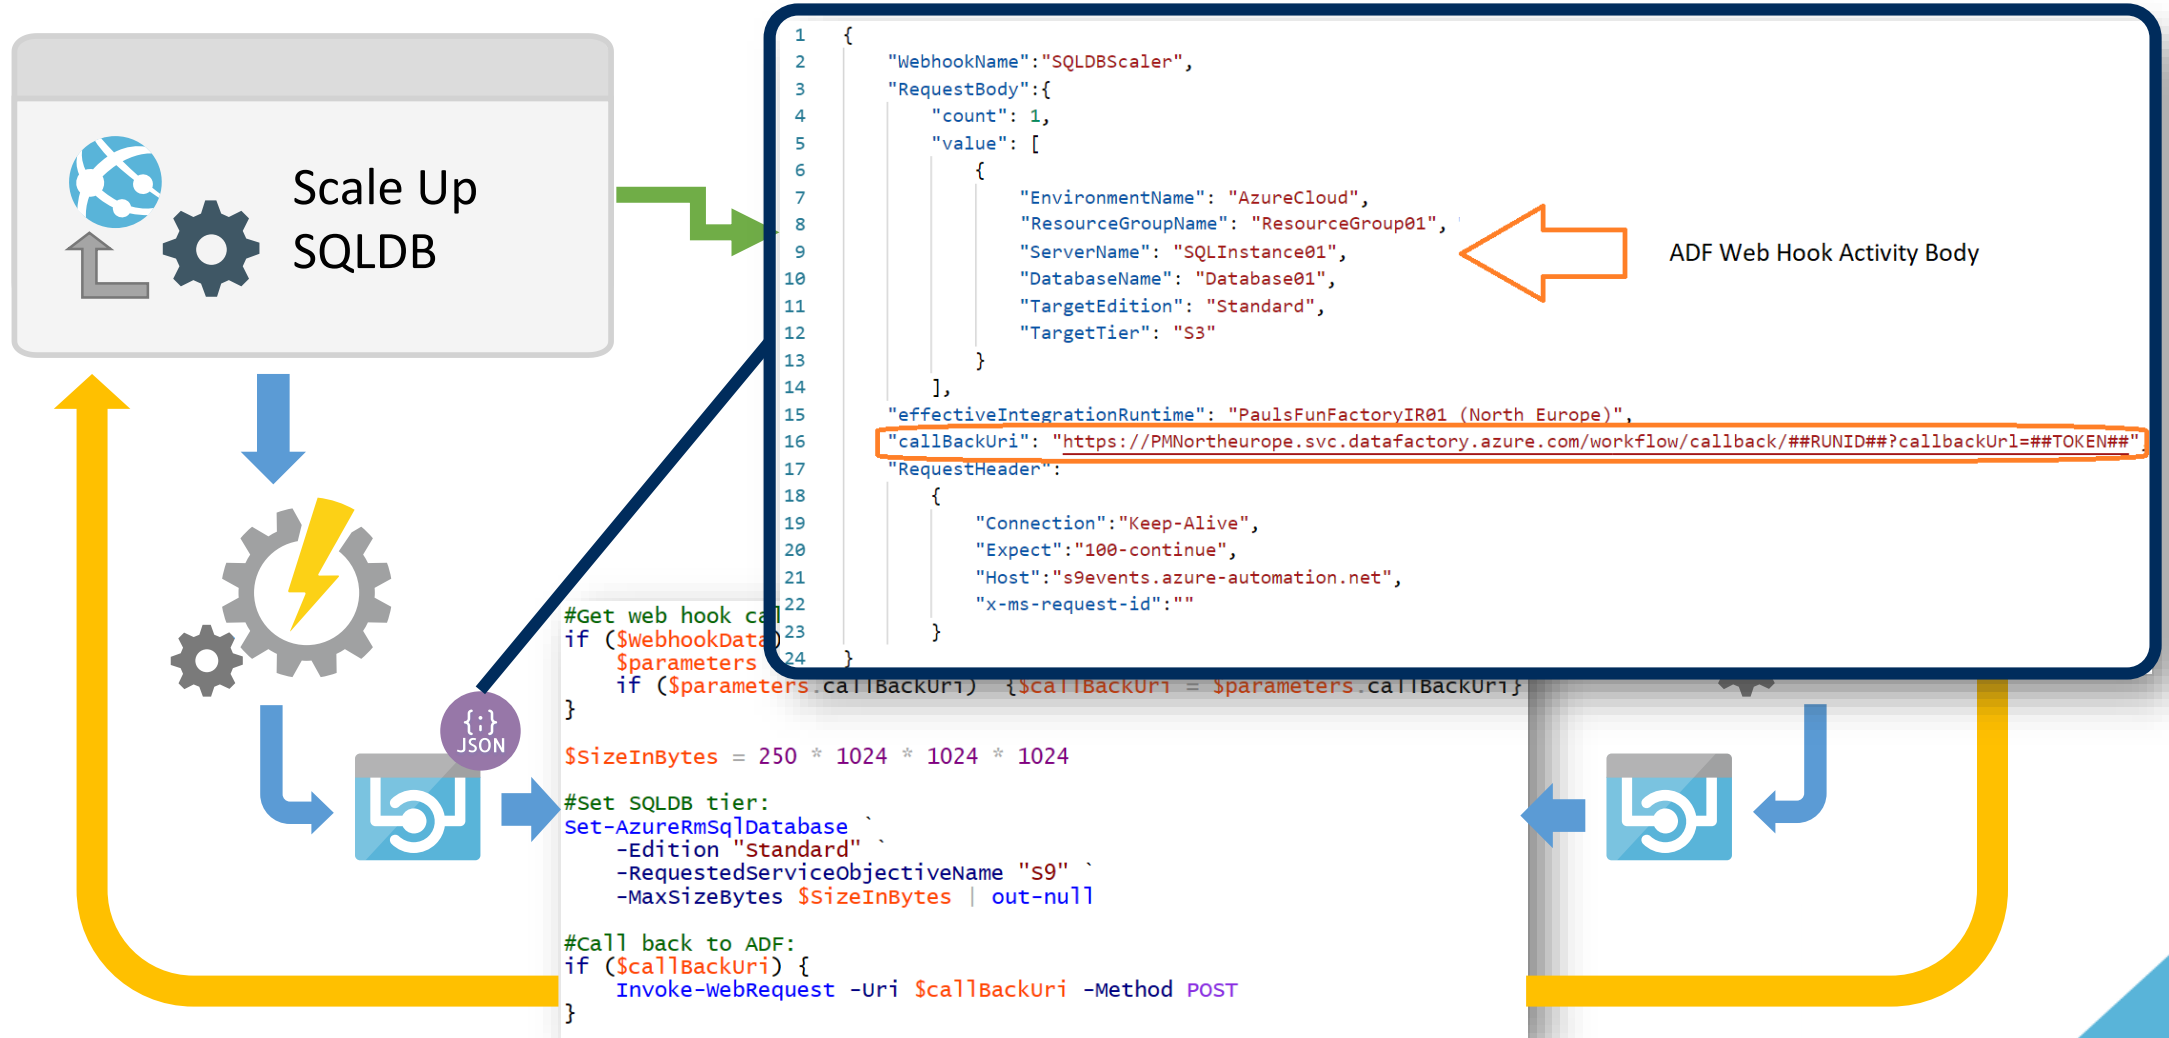 Scale Up
SQLDB
1 {
2 "WebhookName":"SQLDBScaler",
3 "RequestBody":{
4 "count": 1,
5 "value": [
6 {
7 "EnvironmentName": "AzureCloud",
8 "ResourceGroupName": "ResourceGroup01",
9 "ServerName": "SQLInstance01",
10 "DatabaseName": "Database01",
11 "TargetEdition": "Standard",
12 "TargetTier": "S3"
13 }
14 ],
15 "effectiveIntegrationRuntime": "PaulsFunFactoryIR01 (North Europe)",
16 "callBackUri": "https://PMNortheurope.svc.datafactory.azure.com/workflow/callback/##RUNID##?callbackUrl=##TOKEN##",
17 "RequestHeader":
18 {
19 "Connection":"Keep-Alive",
20 "Expect":"100-continue",
21 "Host":"s9events.azure-automation.net",
22 "x-ms-request-id":""
23 }
24 }
ADF Web Hook Activity Body
{;}
JSON
#Get web hook cal
if ($WebhookData)
$parameters
if ($parameters.callBackUri) {$callBackUri = $parameters.callBackUri}
}
$SizeInBytes = 250 * 1024 * 1024 * 1024
#Set SQLDB tier:
Set-AzureRmSqlDatabase `
-Edition "Standard" `
-RequestedServiceObjectiveName "S9" `
-MaxSizeBytes $SizeInBytes | out-null
#Call back to ADF:
if ($callBackUri) {
Invoke-WebRequest -Uri $callBackUri -Method POST
}